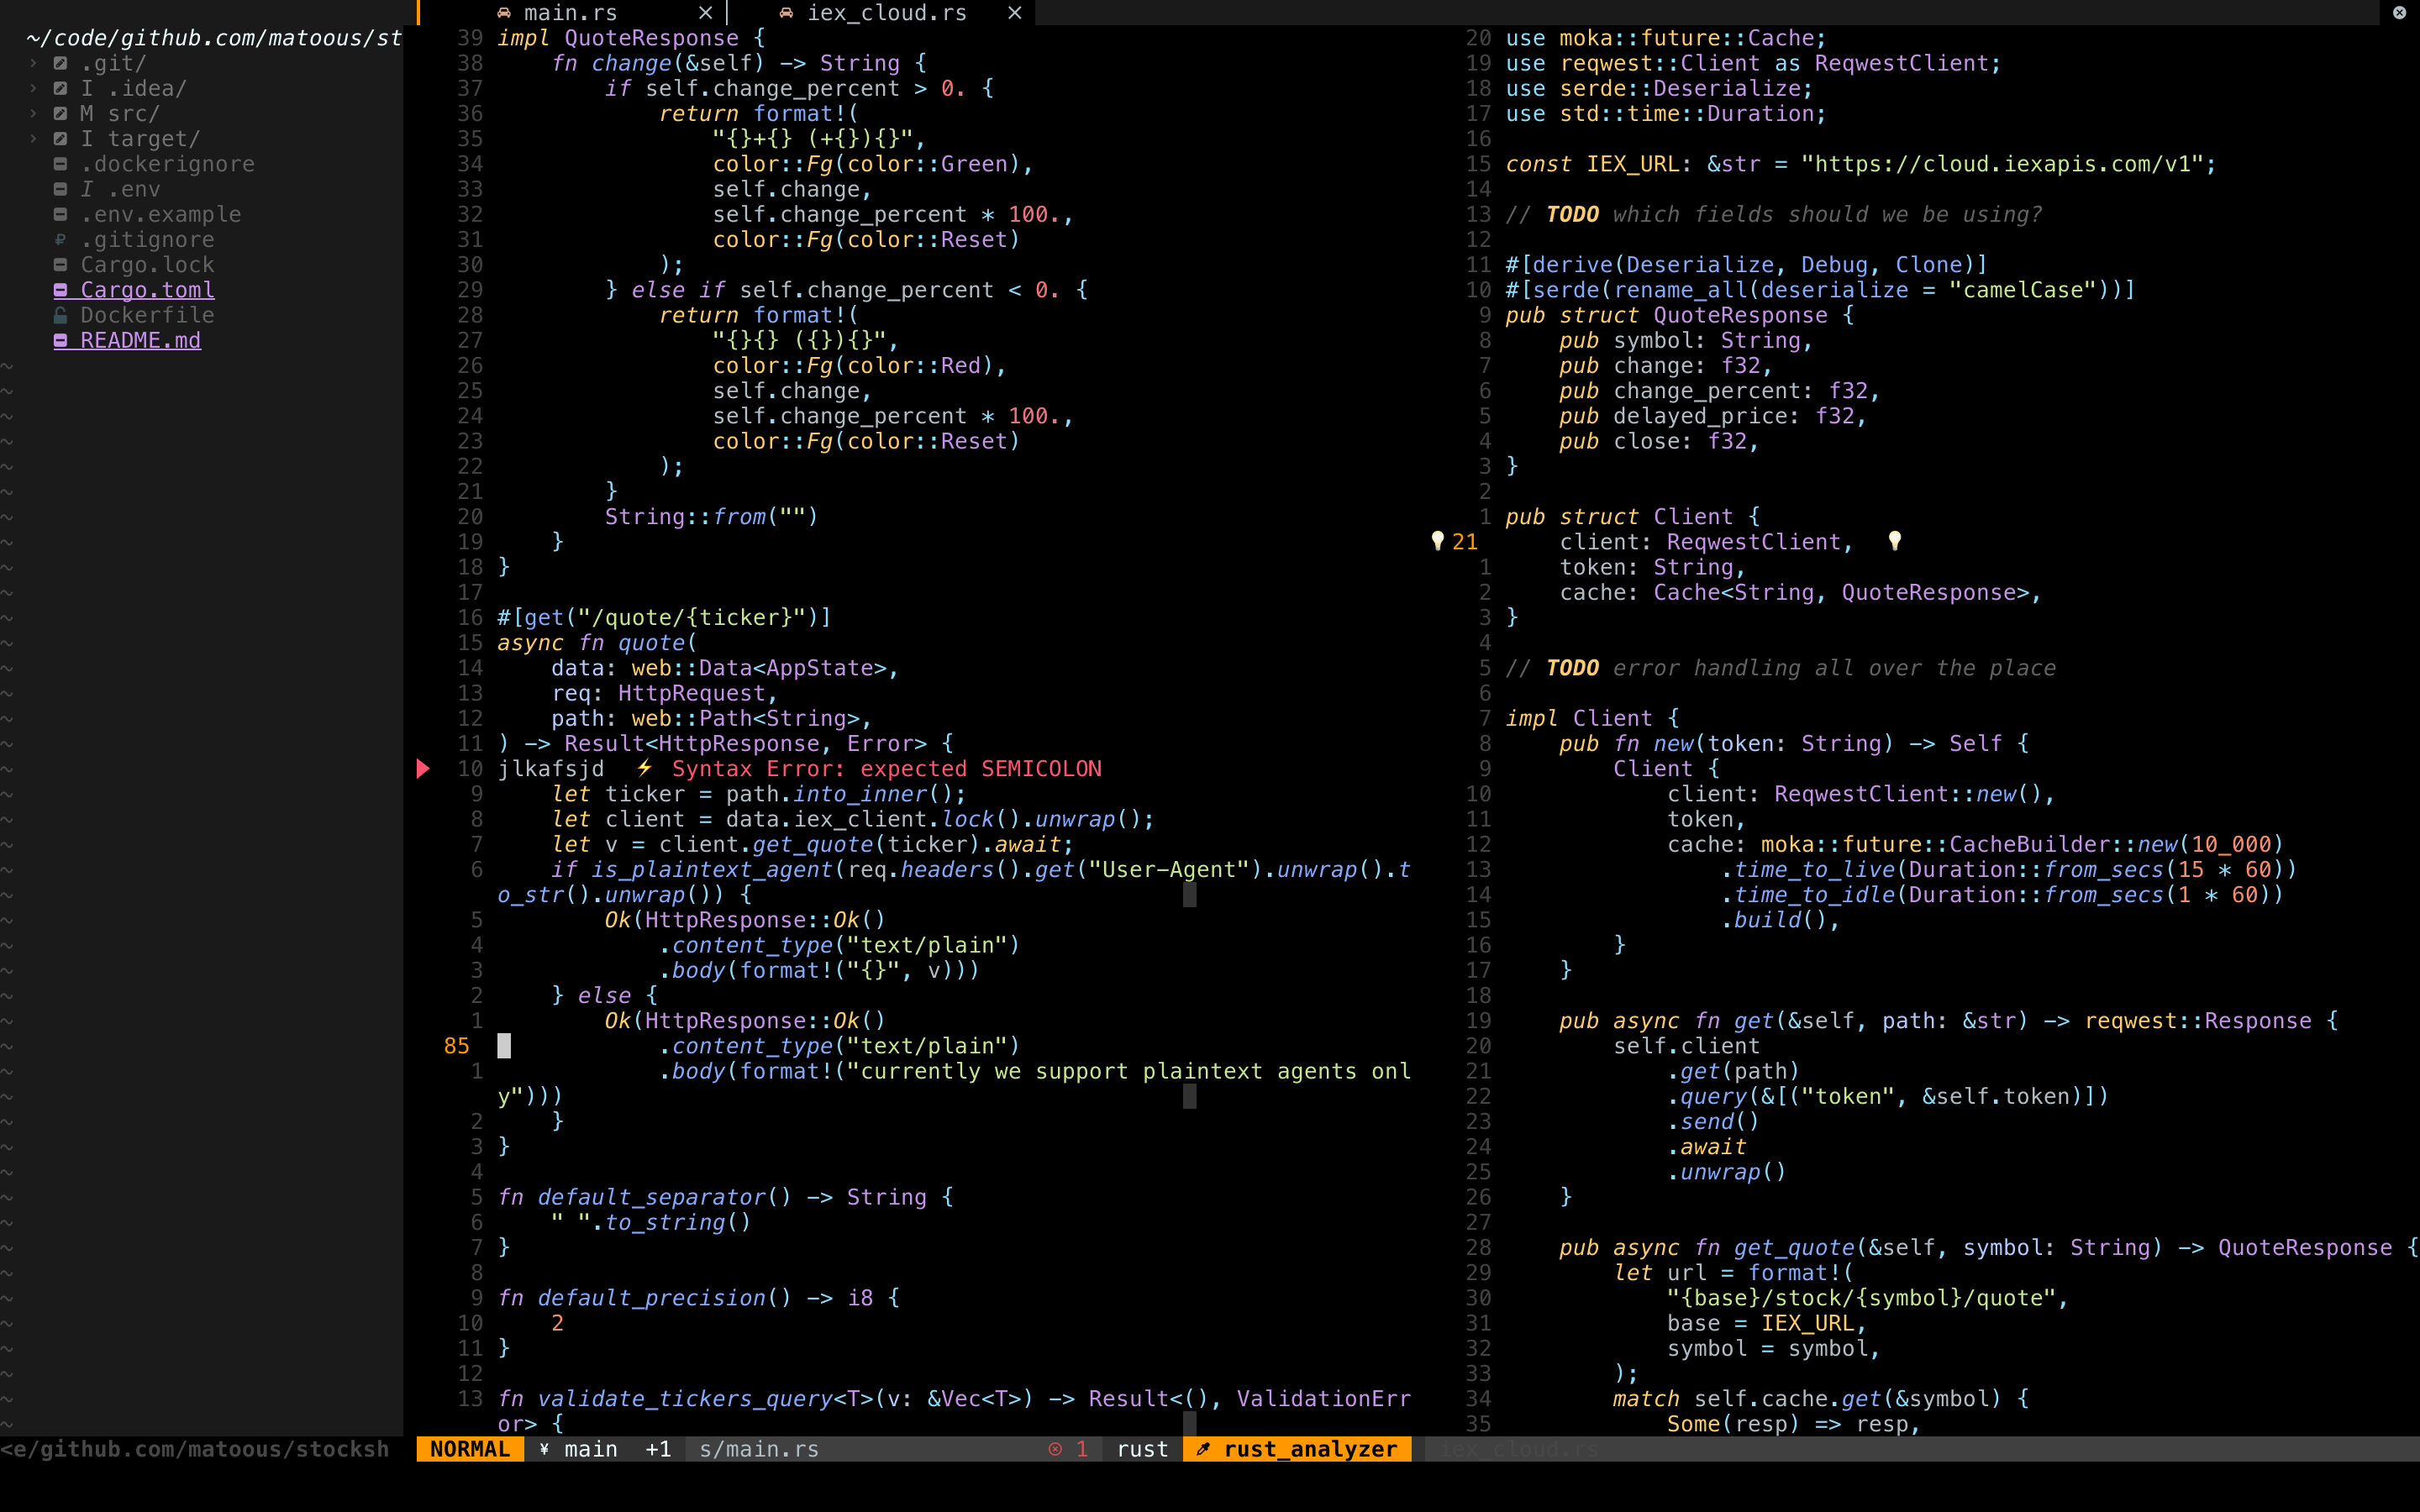 main.rs × | iex_cloud.rs ×
~/code/github.com/matoous/st
.git/
I .idea/
M src/
I target/
.dockerignore
I .env
.env.example
.gitignore
Cargo.lock
Cargo.toml
Dockerfile
README.md
39 impl QuoteResponse {
38     fn change(&self) -> String {
37         if self.change_percent > 0. {
36             return format!(
35                 "{}+{} (+{}){}",
34                 color::Fg(color::Green),
33                 self.change,
32                 self.change_percent * 100.,
31                 color::Fg(color::Reset)
30             );
29         } else if self.change_percent < 0. {
28             return format!(
27                 "{}{} ({}){}",
26                 color::Fg(color::Red),
25                 self.change,
24                 self.change_percent * 100.,
23                 color::Fg(color::Reset)
22             );
21         }
20         String::from("")
19     }
18 }
17
16 #[get("/quote/{ticker}")]
15 async fn quote(
14     data: web::Data<AppState>,
13     req: HttpRequest,
12     path: web::Path<String>,
11 ) -> Result<HttpResponse, Error> {
10 jlkafsjd ⚡ Syntax Error: expected SEMICOLON
9     let ticker = path.into_inner();
8     let client = data.iex_client.lock().unwrap();
7     let v = client.get_quote(ticker).await;
6     if is_plaintext_agent(req.headers().get("User-Agent").unwrap().t
o_str().unwrap()) {
5         Ok(HttpResponse::Ok()
4             .content_type("text/plain")
3             .body(format!("{}", v)))
2     } else {
1         Ok(HttpResponse::Ok()
85             .content_type("text/plain")
1             .body(format!("currently we support plaintext agents onl
y")))
2     }
3 }
4
5 fn default_separator() -> String {
6     " ".to_string()
7 }
8
9 fn default_precision() -> i8 {
10     2
11 }
12
13 fn validate_tickers_query<T>(v: &Vec<T>) -> Result<(), ValidationErr
or> {
20 use moka::future::Cache;
19 use reqwest::Client as ReqwestClient;
18 use serde::Deserialize;
17 use std::time::Duration;
16
15 const IEX_URL: &str = "https://cloud.iexapis.com/v1";
14
13 // TODO which fields should we be using?
12
11 #[derive(Deserialize, Debug, Clone)]
10 #[serde(rename_all(deserialize = "camelCase"))]
9 pub struct QuoteResponse {
8     pub symbol: String,
7     pub change: f32,
6     pub change_percent: f32,
5     pub delayed_price: f32,
4     pub close: f32,
3 }
2
1 pub struct Client {
21     client: ReqwestClient,
1     token: String,
2     cache: Cache<String, QuoteResponse>,
3 }
4
5 // TODO error handling all over the place
6
7 impl Client {
8     pub fn new(token: String) -> Self {
9         Client {
10             client: ReqwestClient::new(),
11             token,
12             cache: moka::future::CacheBuilder::new(10_000)
13                 .time_to_live(Duration::from_secs(15 * 60))
14                 .time_to_idle(Duration::from_secs(1 * 60))
15                 .build(),
16         }
17     }
18
19     pub async fn get(&self, path: &str) -> reqwest::Response {
20         self.client
21             .get(path)
22             .query(&[("token", &self.token)])
23             .send()
24             .await
25             .unwrap()
26     }
27
28     pub async fn get_quote(&self, symbol: String) -> QuoteResponse {
29         let url = format!(
30             "{base}/stock/{symbol}/quote",
31             base = IEX_URL,
32             symbol = symbol,
33         );
34         match self.cache.get(&symbol) {
35             Some(resp) => resp,
<e/github.com/matoous/stocksh NORMAL main +1 s/main.rs 1 rust rust_analyzer iex_cloud.rs